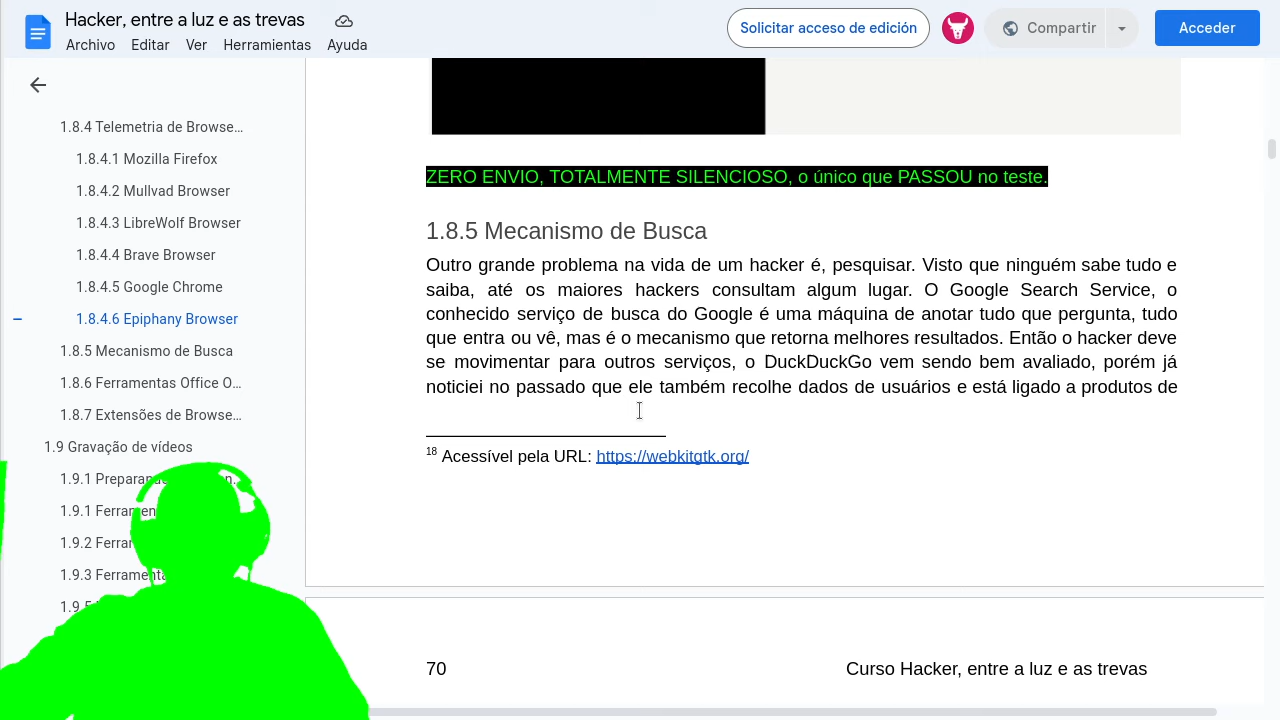 Hacker, entre a luz e as trevas
Archivo Editar Ver Herramientas Ayuda
Solicitar acceso de edición
Compartir
Acceder
1.8.4 Telemetria de Browse…
1.8.4.1 Mozilla Firefox
1.8.4.2 Mullvad Browser
1.8.4.3 LibreWolf Browser
1.8.4.4 Brave Browser
1.8.4.5 Google Chrome
1.8.4.6 Epiphany Browser
1.8.5 Mecanismo de Busca
1.8.6 Ferramentas Office O…
1.8.7 Extensões de Browse…
1.9 Gravação de vídeos
1.9.1
1.9.1
1.9.2
1.9.3
ZERO ENVIO, TOTALMENTE SILENCIOSO, o único que PASSOU no teste.
1.8.5 Mecanismo de Busca
Outro grande problema na vida de um hacker é, pesquisar. Visto que ninguém sabe tudo e
saiba, até os maiores hackers consultam algum lugar. O Google Search Service, o
conhecido serviço de busca do Google é uma máquina de anotar tudo que pergunta, tudo
que entra ou vê, mas é o mecanismo que retorna melhores resultados. Então o hacker deve
se movimentar para outros serviços, o DuckDuckGo vem sendo bem avaliado, porém já
noticiei no passado que ele também recolhe dados de usuários e está ligado a produtos de
18 Acessível pela URL: https://webkitgtk.org/
70
Curso Hacker, entre a luz e as trevas